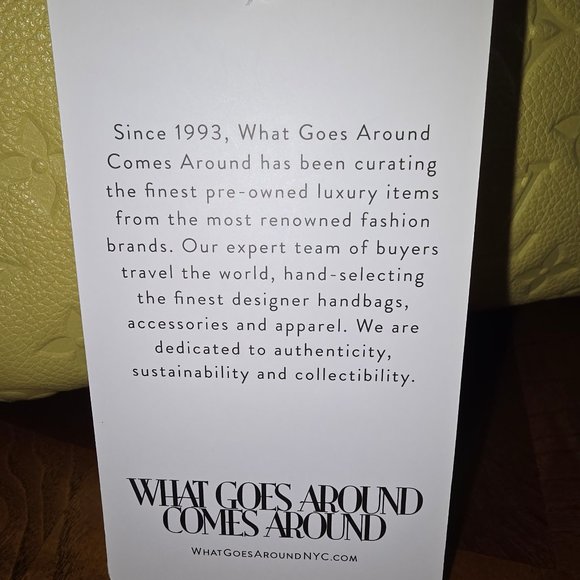 Since 1993, What Goes Around
Comes Around has been curating
the finest pre-owned luxury items
from the most renowned fashion
brands. Our expert team of buyers
travel the world, hand-selecting
the finest designer handbags,
accessories and apparel. We are
dedicated to authenticity,
sustainability and collectibility.
WHAT GOES AROUND
COMES AROUND
WHATGOESAROUNDNYC.COM